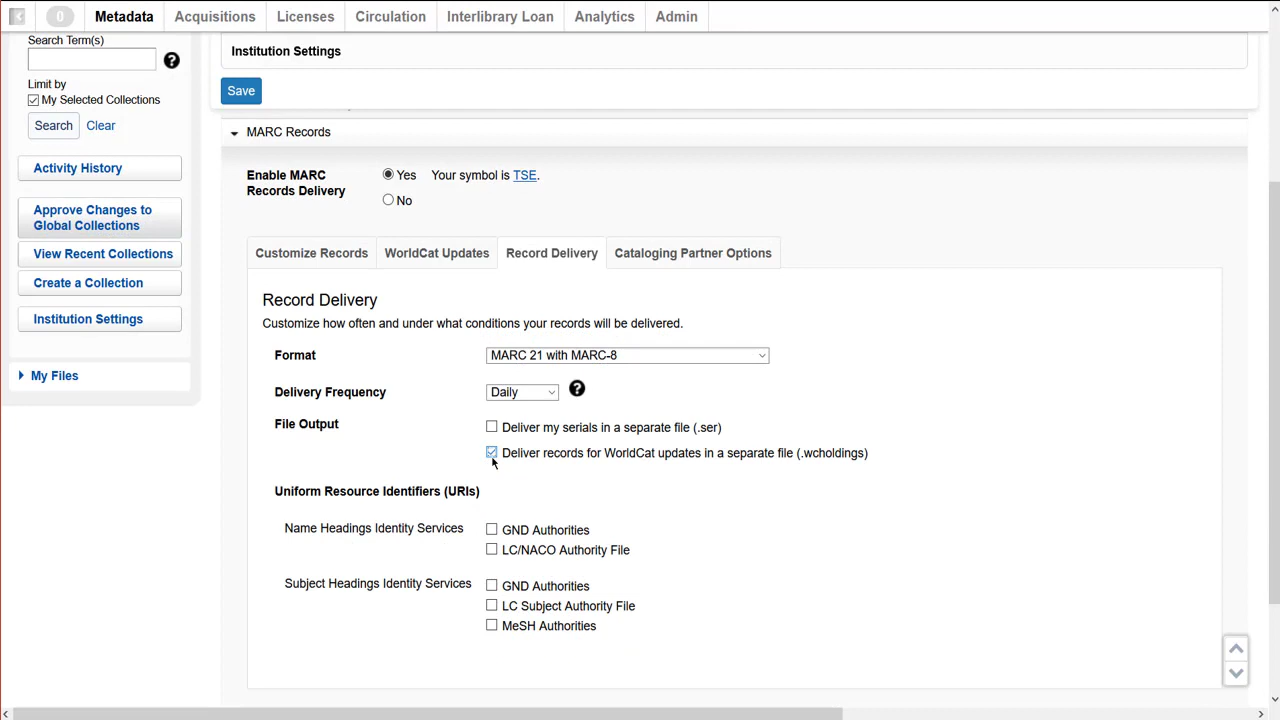 0 Metadata Acquisitions Licenses Circulation Interlibrary Loan Analytics Admin
Search Term(s)
?
Limit by
My Selected Collections
Search Clear
Activity History
Approve Changes to
Global Collections
View Recent Collections
Create a Collection
Institution Settings
My Files
Institution Settings
Save
MARC Records
Enable MARC
Records Delivery
Yes Your symbol is TSE.
No
Customize Records WorldCat Updates Record Delivery Cataloging Partner Options
Record Delivery
Customize how often and under what conditions your records will be delivered.
Format MARC 21 with MARC-8
Delivery Frequency Daily ?
File Output Deliver my serials in a separate file (.ser)
Deliver records for WorldCat updates in a separate file (.wcholdings)
Uniform Resource Identifiers (URIs)
Name Headings Identity Services GND Authorities
LC/NACO Authority File
Subject Headings Identity Services GND Authorities
LC Subject Authority File
MeSH Authorities